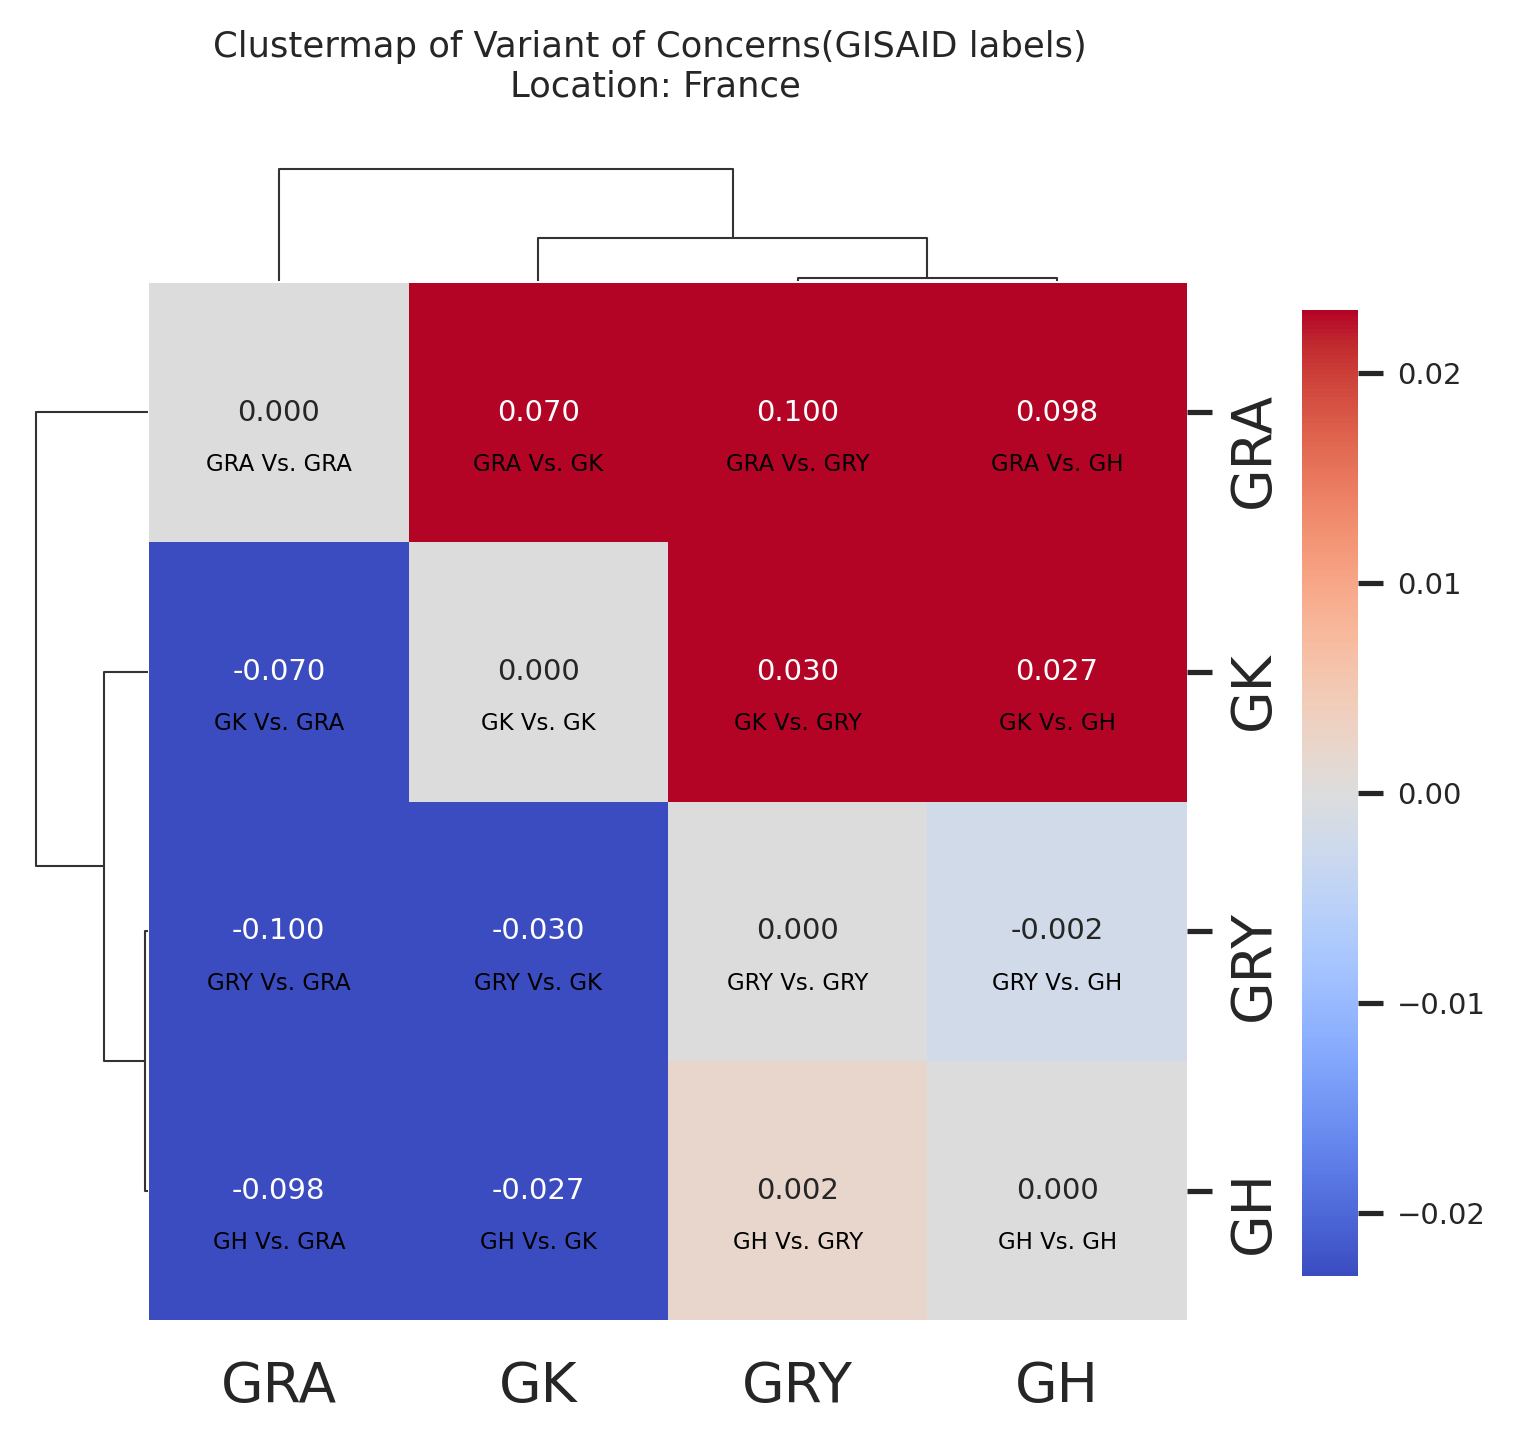 Clustermap of Variant of Concerns(GISAID labels)
Location: France
0.000 0.070 0.100 0.098
GRA Vs. GRA GRA Vs. GK GRA Vs. GRY GRA Vs. GH
GRA
-0.070 0.000 0.030 0.027
GK Vs. GRA GK Vs. GK GK Vs. GRY GK Vs. GH
GK
-0.100 -0.030 0.000 -0.002
GRY Vs. GRA GRY Vs. GK GRY Vs. GRY GRY Vs. GH
GRY
-0.098 -0.027 0.002 0.000
GH Vs. GRA GH Vs. GK GH Vs. GRY GH Vs. GH
GH
GRA GK GRY GH
0.02
0.01
0.00
−0.01
−0.02